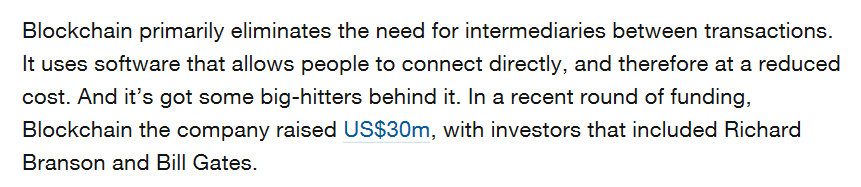 Blockchain primarily eliminates the need for intermediaries between transactions.
It uses software that allows people to connect directly, and therefore at a reduced
cost. And it’s got some big-hitters behind it. In a recent round of funding,
Blockchain the company raised US$30m, with investors that included Richard
Branson and Bill Gates.